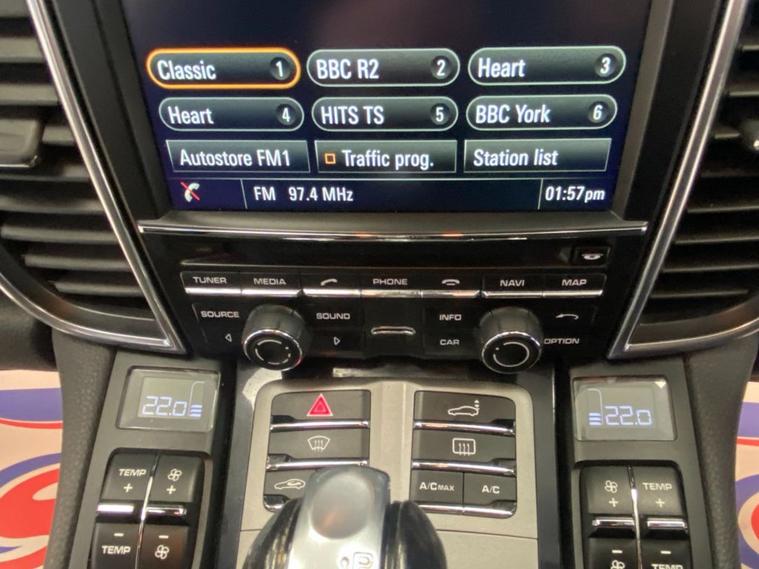 Classic 1 BBC R2 2 Heart 3
Heart 4 HITS TS 5 BBC York 6
Autostore FM1 Traffic prog. Station list
FM 97.4 MHz 01:57pm
TUNER MEDIA PHONE NAVI MAP
SOURCE SOUND INFO
CAR OPTION
22.0 22.0
TEMP + + A/C MAX A/C + TEMP +
- TEMP - - - TEMP
P